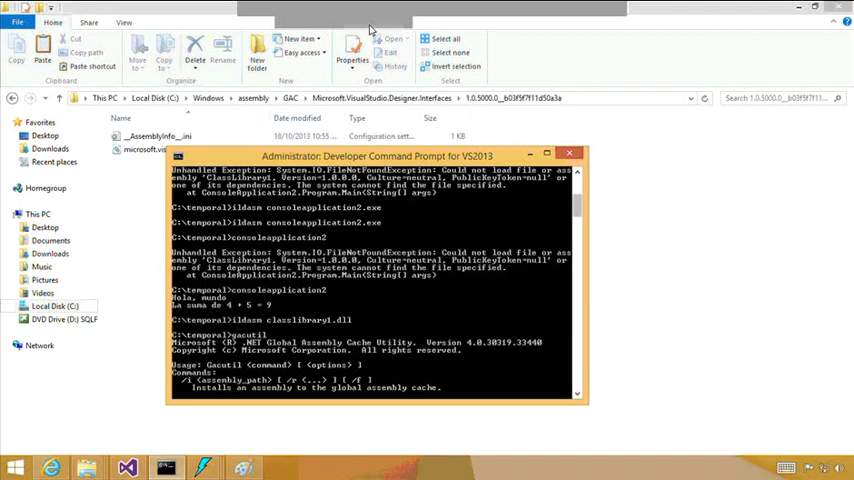 File
Home
Share
View
Copy
Paste
Cut
Copy path
Paste shortcut
Move to
Copy to
Delete
Rename
New folder
New item
Easy access
Properties
Open
Edit
History
Select all
Select none
Invert selection
Clipboard
Organize
New
Open
Select
This PC
Local Disk (C:)
Windows
assembly
GAC
Microsoft.VisualStudio.Designer.Interfaces
1.0.5000.0__b03f5f7f11d50a3a
Search 1.0.5000.0__b03f5f7f11...
Name
Date modified
Type
Size
Favorites
Desktop
Downloads
Recent places
Homegroup
This PC
Desktop
Documents
Downloads
Music
Pictures
Videos
Local Disk (C:)
DVD Drive (D:) SQLF
Network
__AssemblyInfo__.ini
18/10/2013 10:55 ...
Configuration sett...
1 KB
microsoft.vis
Administrator: Developer Command Prompt for VS2013
Unhandled Exception: System.IO.FileNotFoundException: Could not load file or ass
embly 'ClassLibrary1, Version=1.0.0.0, Culture=neutral, PublicKeyToken=null' or
one of its dependencies. The system cannot find the file specified.
at ConsoleApplication2.Program.Main(String[] args)
C:\temporal>ildasm consoleapplication2.exe
C:\temporal>ildasm consoleapplication2.exe
C:\temporal>consoleapplication2
Unhandled Exception: System.IO.FileNotFoundException: Could not load file or ass
embly 'ClassLibrary1, Version=1.0.0.0, Culture=neutral, PublicKeyToken=null' or
one of its dependencies. The system cannot find the file specified.
at ConsoleApplication2.Program.Main(String[] args)
C:\temporal>consoleapplication2
Hola, mundo
La suma de 4 + 5 = 9
C:\temporal>ildasm classlibrary1.dll
C:\temporal>gacutil
Microsoft (R) .NET Global Assembly Cache Utility. Version 4.0.30319.33440
Copyright (c) Microsoft Corporation. All rights reserved.
Usage: Gacutil <command> [ <options> ]
Commands:
/i <assembly_path> [ /r <...> ] [ /f ]
Installs an assembly to the global assembly cache.